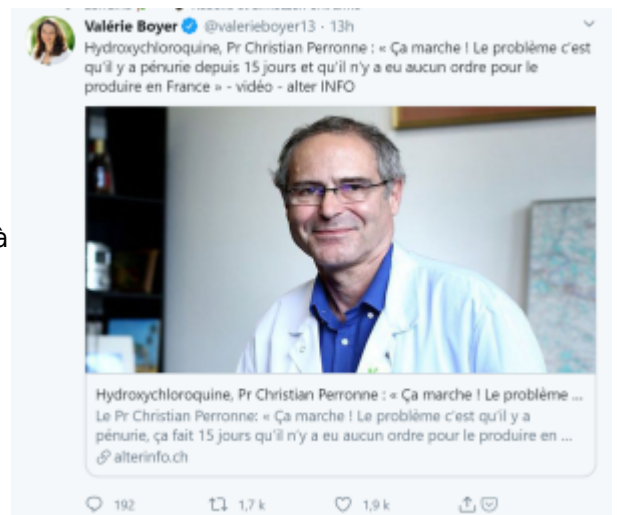 Valérie Boyer @valerieboyer13 · 13h
Hydroxychloroquine, Pr Christian Perronne : « Ça marche ! Le problème c'est
qu'il y a pénurie depuis 15 jours et qu'il n'y a eu aucun ordre pour le
produire en France » - vidéo - alter INFO
à
Hydroxychloroquine, Pr Christian Perronne : « Ça marche ! Le problème ...
Le Pr Christian Perronne: « Ça marche ! Le problème c'est qu'il y a
pénurie, ça fait 15 jours qu'il n'y a eu aucun ordre pour le produire en ...
alterinfo.ch
192 1,7 k 1,9 k